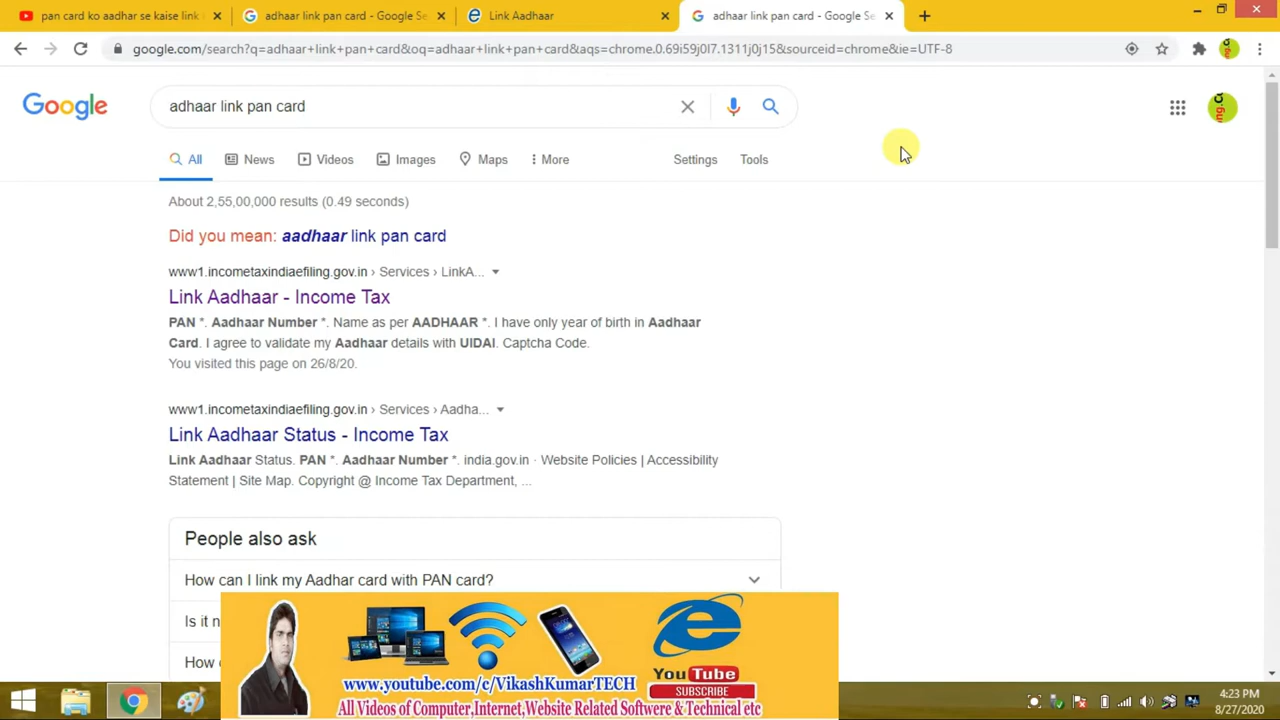 pan card ko aadhar se kaise link
adhaar link pan card - Google Se
Link Aadhaar
adhaar link pan card - Google Se
google.com/search?q=adhaar+link+pan+card&oq=adhaar+link+pan+card&aqs=chrome.0.69i59j0l7.1311j0j15&sourceid=chrome&ie=UTF-8
Google
adhaar link pan card
All
News
Videos
Images
Maps
More
Settings
Tools
About 2,55,00,000 results (0.49 seconds)
Did you mean: aadhaar link pan card
www1.incometaxindiaefiling.gov.in › Services › LinkA...
Link Aadhaar - Income Tax
PAN *. Aadhaar Number *. Name as per AADHAAR *. I have only year of birth in Aadhaar
Card. I agree to validate my Aadhaar details with UIDAI. Captcha Code.
You visited this page on 26/8/20.
www1.incometaxindiaefiling.gov.in › Services › Aadha...
Link Aadhaar Status - Income Tax
Link Aadhaar Status. PAN *. Aadhaar Number *. india.gov.in · Website Policies | Accessibility
Statement | Site Map. Copyright @ Income Tax Department, ...
People also ask
How can I link my Aadhar card with PAN card?
Is it n
How
YouTube
SUBSCRIBE
www.youtube.com/c/VikashKumarTECH
All Videos of Computer,Internet,Website Related Softwere & Technical etc
4:23 PM
8/27/2020